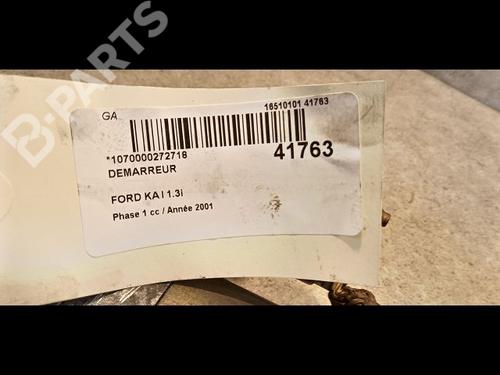 B-PARTS
GA
16510101 41763
*1070000272718
41763
DEMARREUR
FORD KA I 1.3i
Phase 1 cc / Année 2001